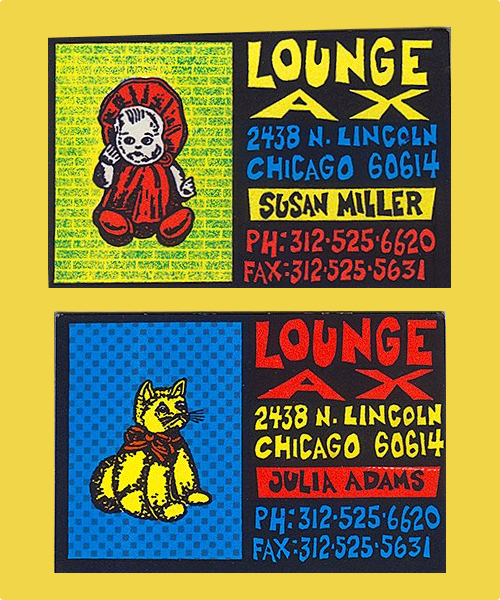 LOUNGE
AX
2438 N. LINCOLN
CHICAGO 60614
SUSAN MILLER
PH:312·525·6620
FAX:312·525·5631
LOUNGE
AX
2438 N. LINCOLN
CHICAGO 60614
JULIA ADAMS
PH:312·525·6620
FAX:312·525·5631